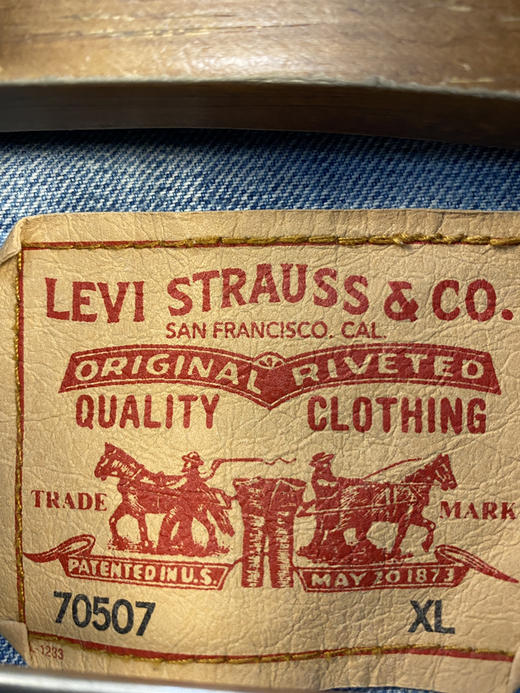 LEVI STRAUSS & CO.
SAN FRANCISCO. CAL.
ORIGINAL RIVETED
QUALITY CLOTHING
TRADE MARK
PATENTED IN U.S. MAY 20 1873
70507 XL
L-1233